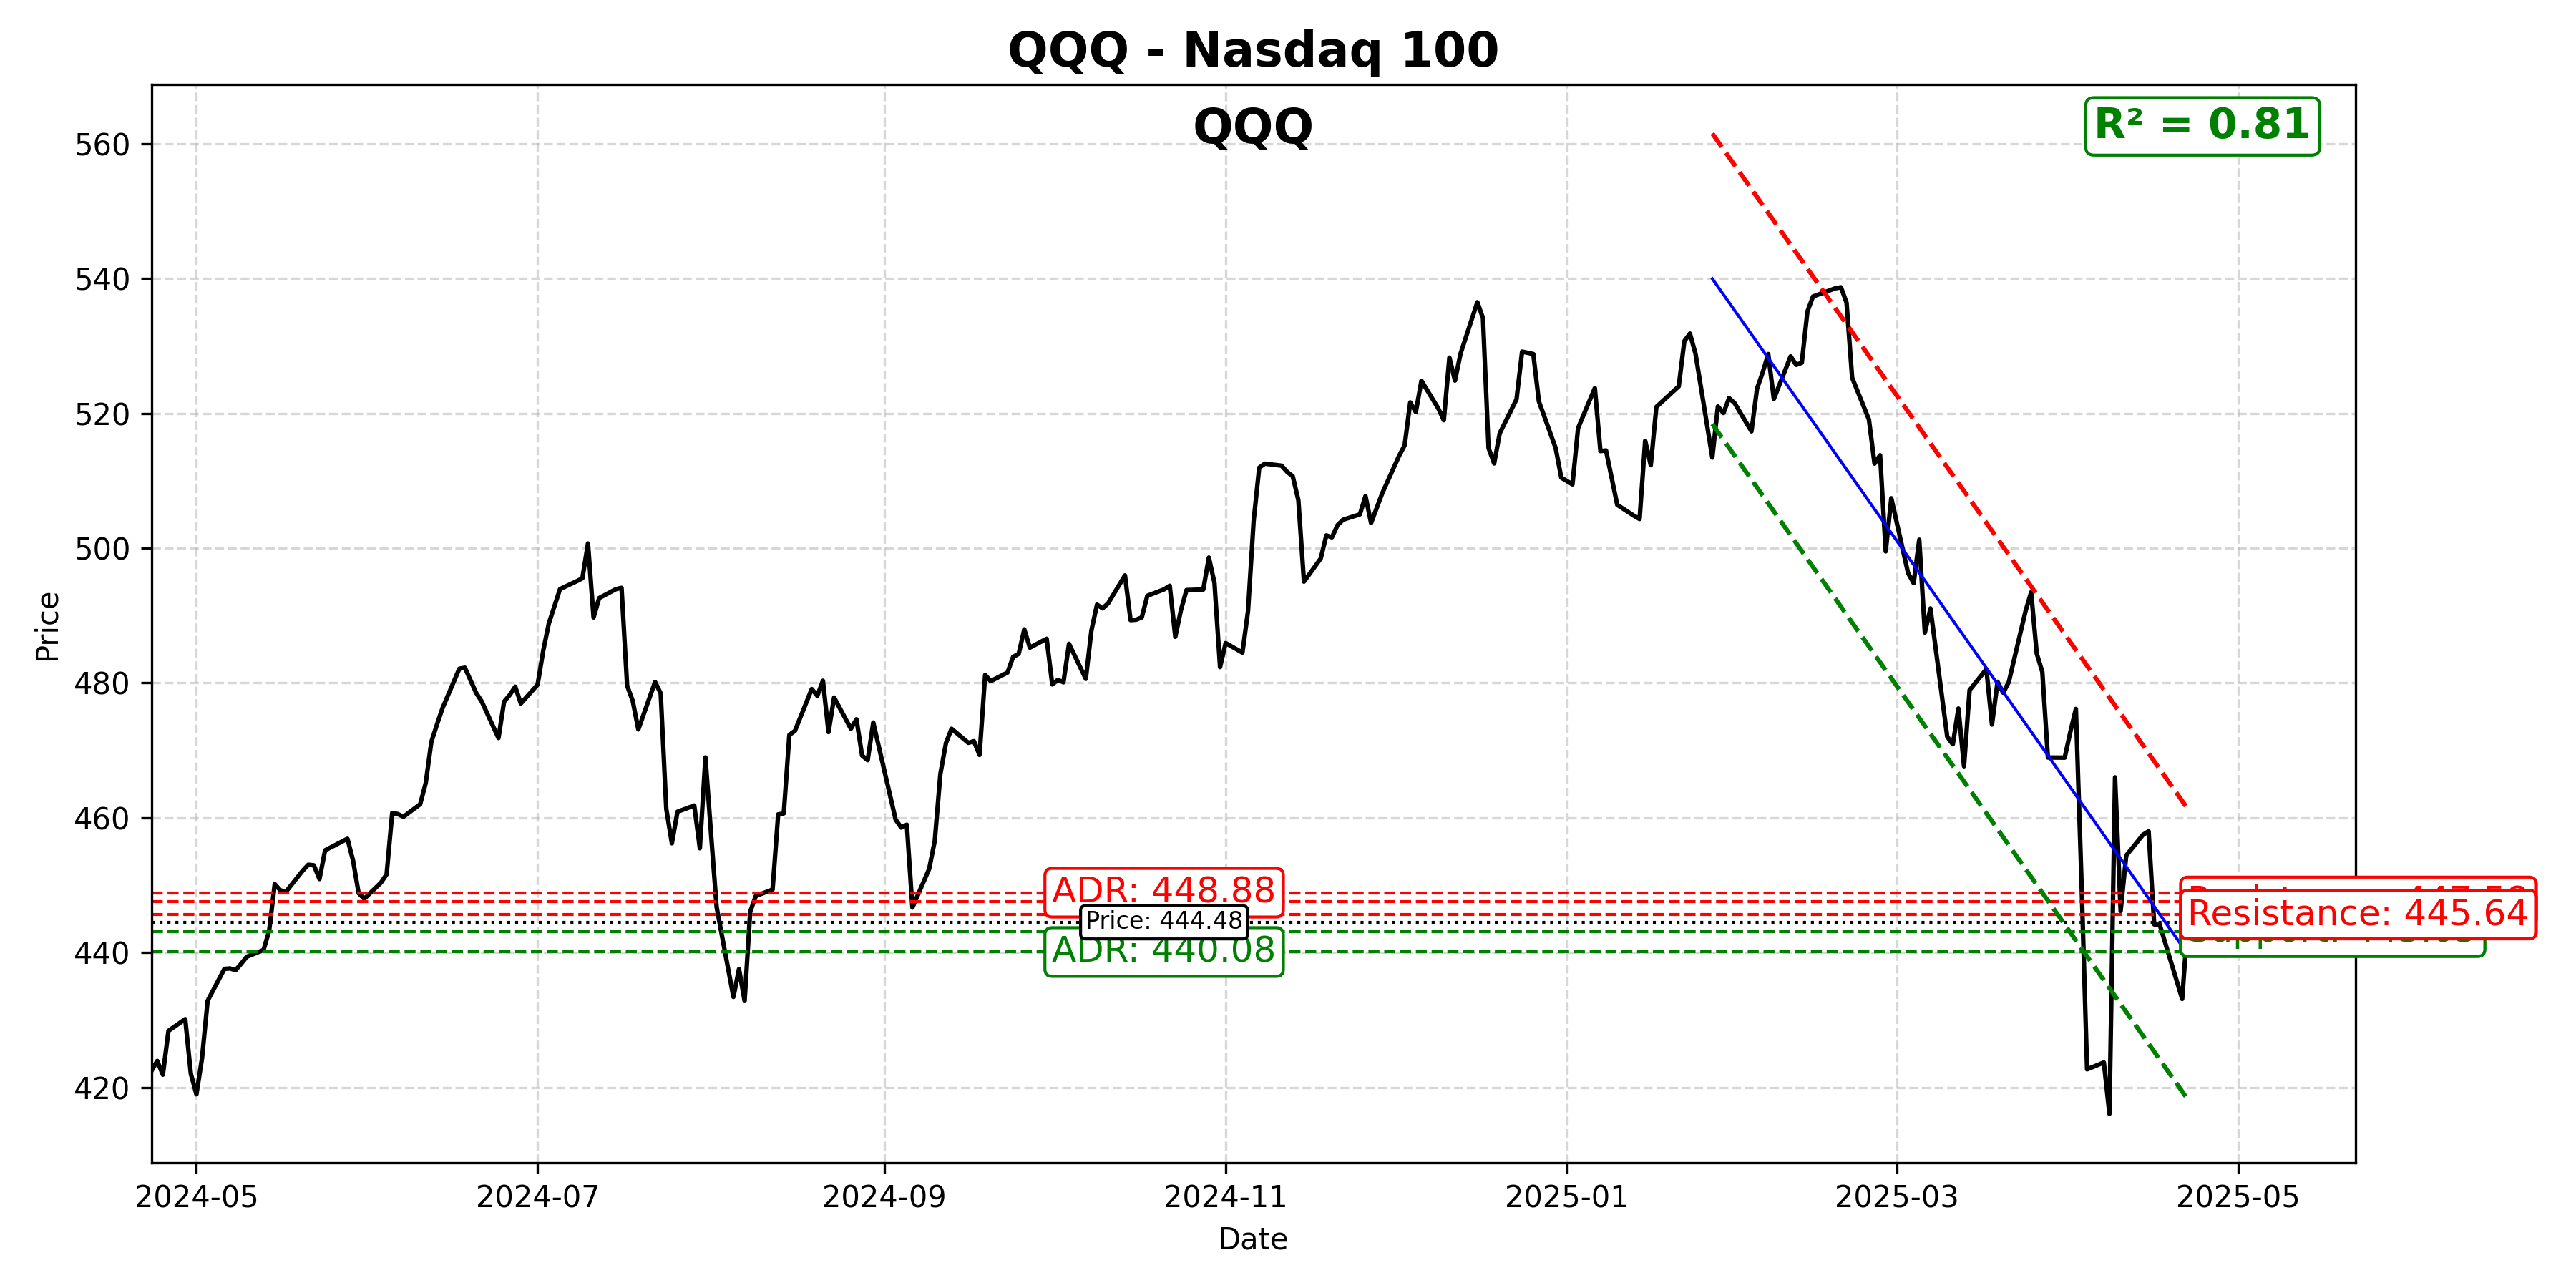 QQQ - Nasdaq 100
QQQ
R² = 0.81
560
540
520
500
480
460
440
420
Price
ADR: 448.88
Price: 444.48
ADR: 440.08
Resistance: 445.64
2024-05
2024-07
2024-09
2024-11
2025-01
2025-03
2025-05
Date